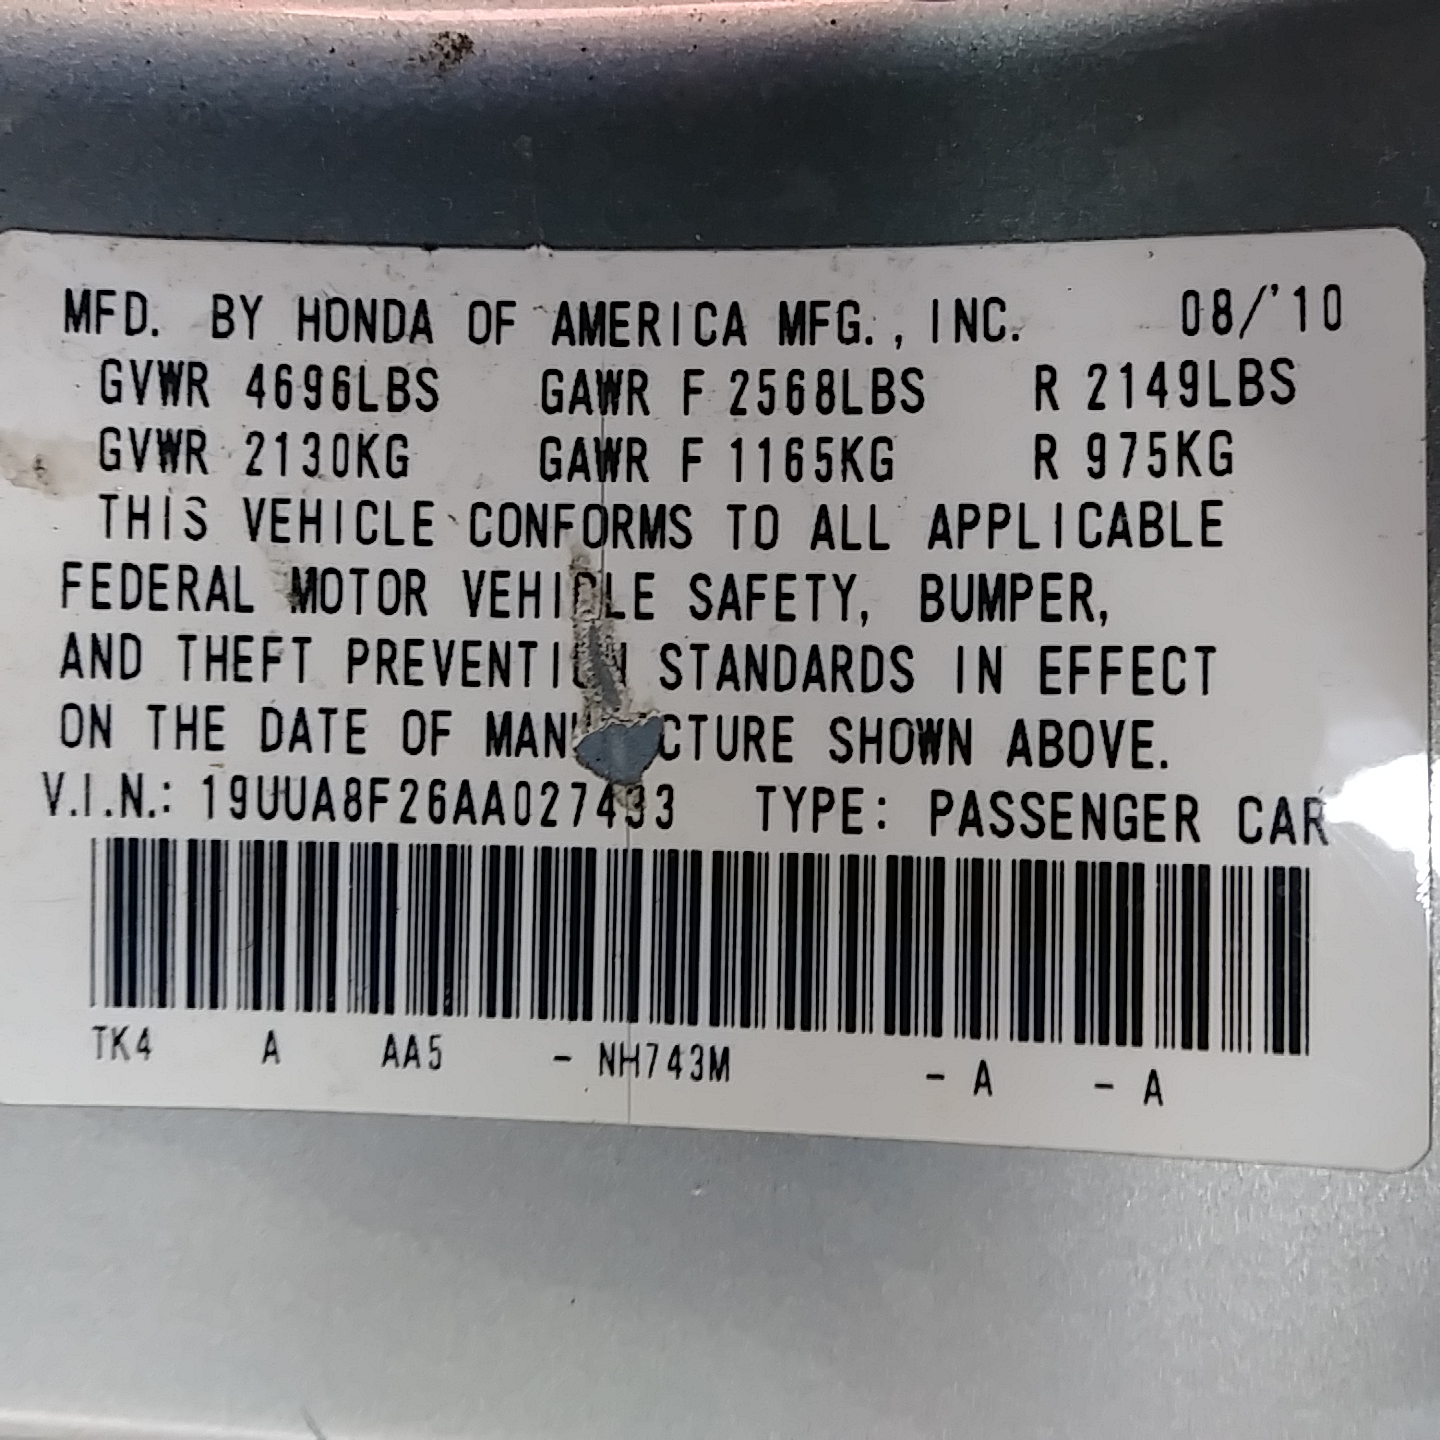 MFD. BY HONDA OF AMERICA MFG., INC. 08/'10
GVWR 4696LBS GAWR F 2568LBS R 2149LBS
GVWR 2130KG GAWR F 1165KG R 975KG
THIS VEHICLE CONFORMS TO ALL APPLICABLE
FEDERAL MOTOR VEHICLE SAFETY, BUMPER,
AND THEFT PREVENTION STANDARDS IN EFFECT
ON THE DATE OF SHOWN ABOVE.
V.I.N.: 19UUA8F26AA027433 TYPE: PASSENGER CAR
TK4 A AA5 - NH743M - A - A